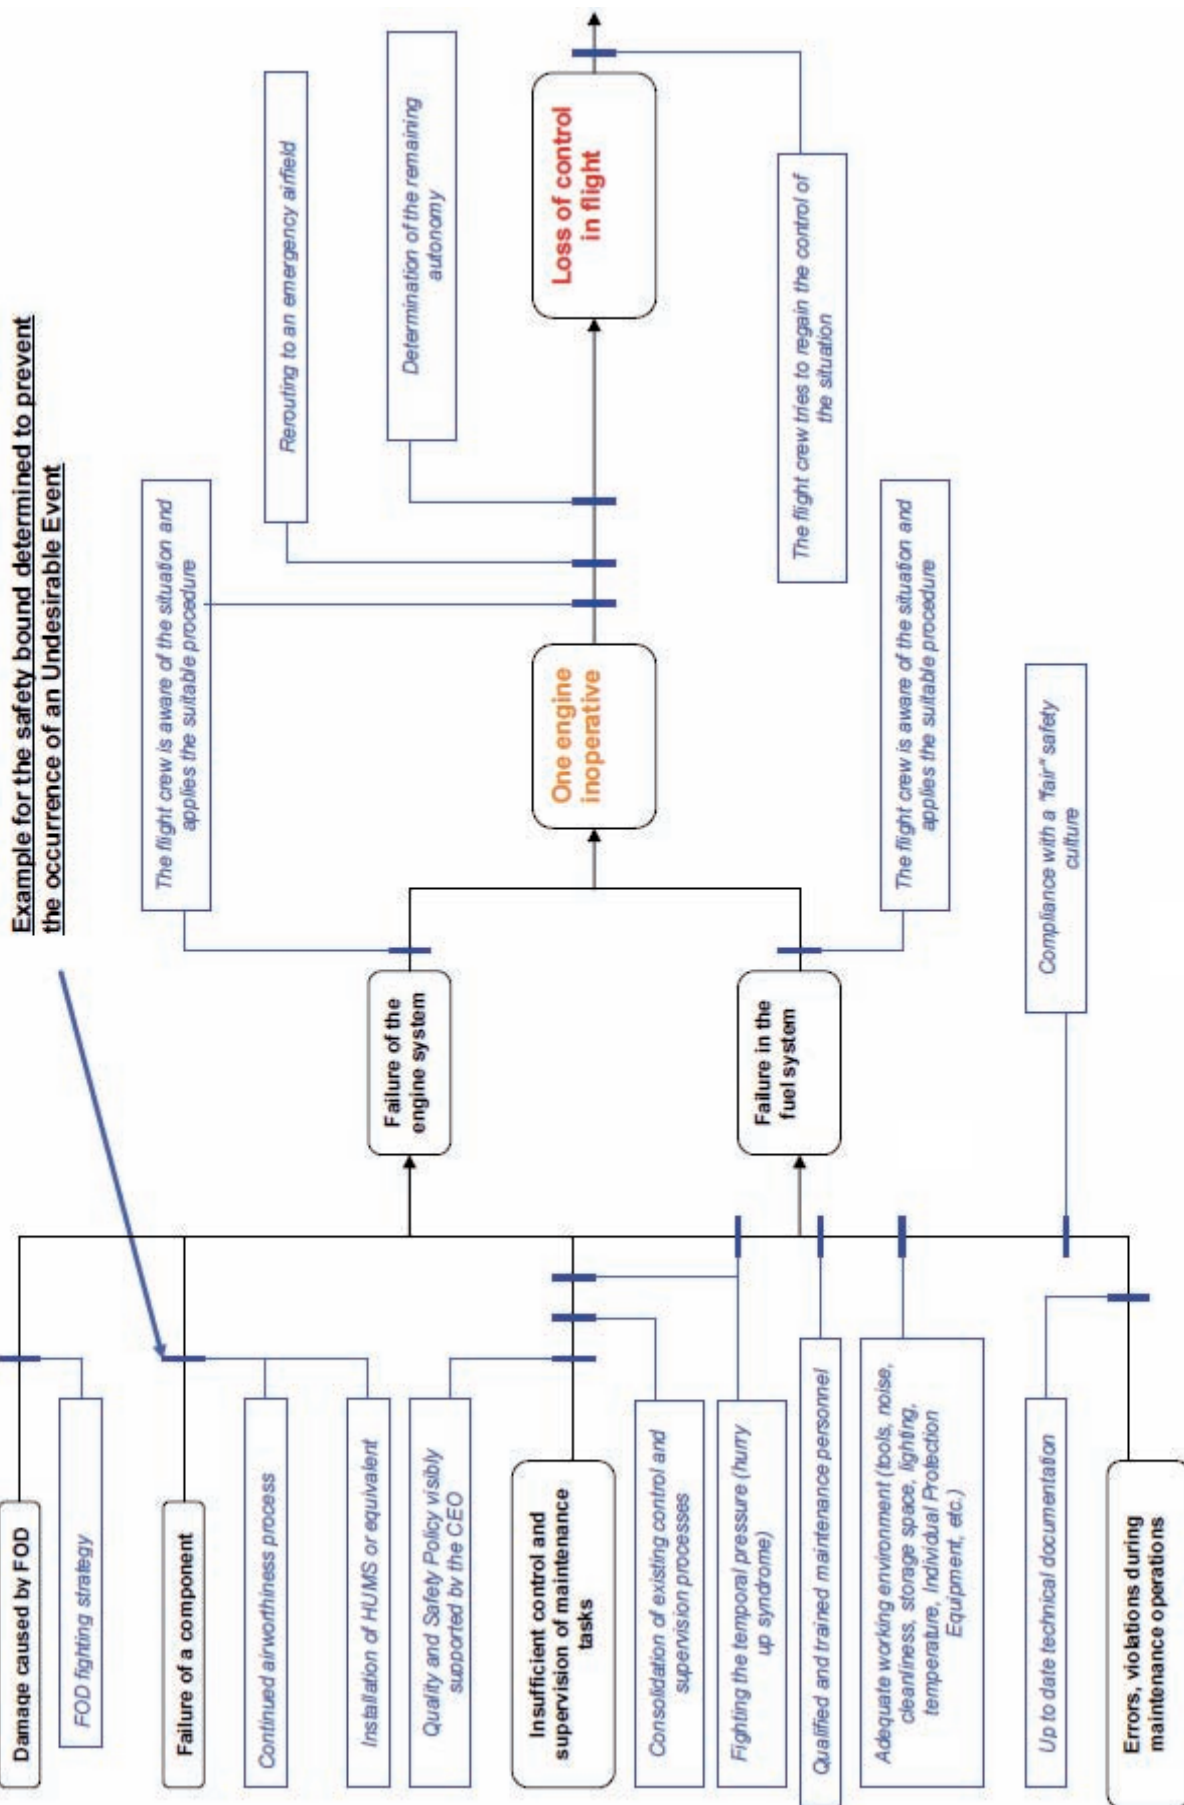 Example for the safety bound determined to prevent
the occurrence of an Undesirable Event
Damage caused by FOD
FOD fighting strategy
Failure of a component
Continued airworthiness process
Installation of HUMS or equivalent
Quality and Safety Policy visibly
supported by the CEO
Insufficient control and
supervision of maintenance
tasks
Consolidation of existing control and
supervision processes
Fighting the temporal pressure (hurry
up syndrome)
Qualified and trained maintenance personnel
Adequate working environment (tools, noise,
cleanliness, storage space, lighting,
temperature, Individual Protection
Equipment, etc.)
Up to date technical documentation
Errors, violations during
maintenance operations
Failure of the
engine system
Failure in the
fuel system
Compliance with a "fair" safety
culture
The flight crew is aware of the situation and
applies the suitable procedure
One engine
inoperative
The flight crew is aware of the situation and
applies the suitable procedure
Rerouting to an emergency airfield
Determination of the remaining
autonomy
Loss of control
in flight
The flight crew tries to regain the control of
the situation